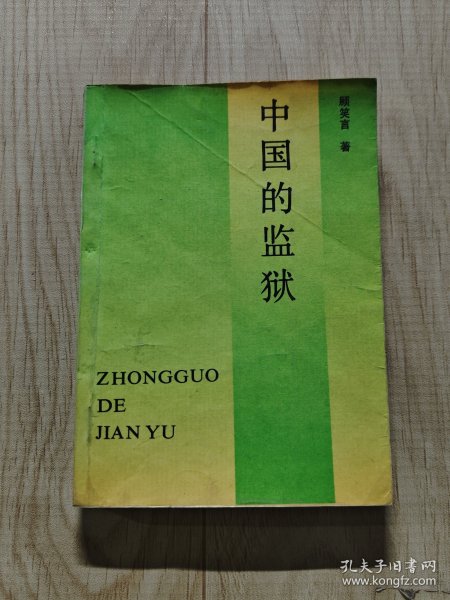 中国的监狱
顾笑言 著
ZHONGGUO
DE
JIAN YU
孔夫子旧书网
www.kongfz.com